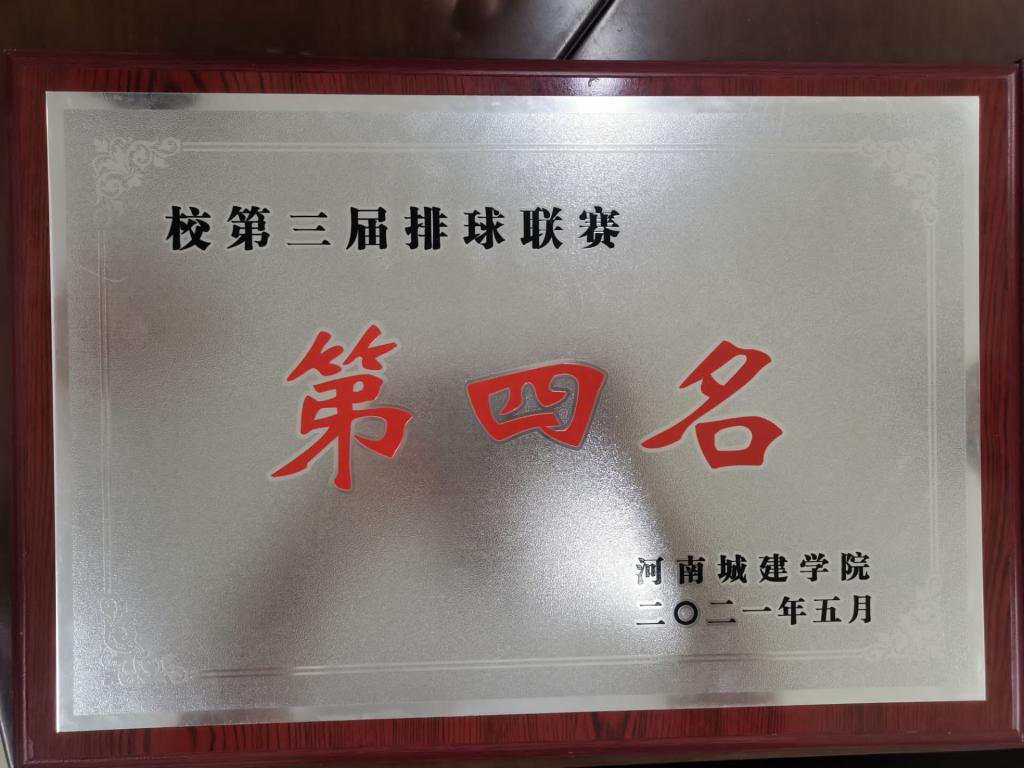 校第三届排球联赛
第四名
河南城建学院
二〇二一年五月